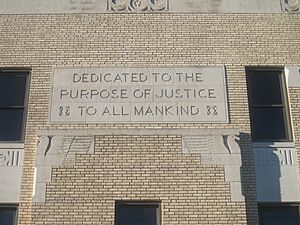 DEDICATED TO THE
PURPOSE OF JUSTICE
TO ALL MANKIND